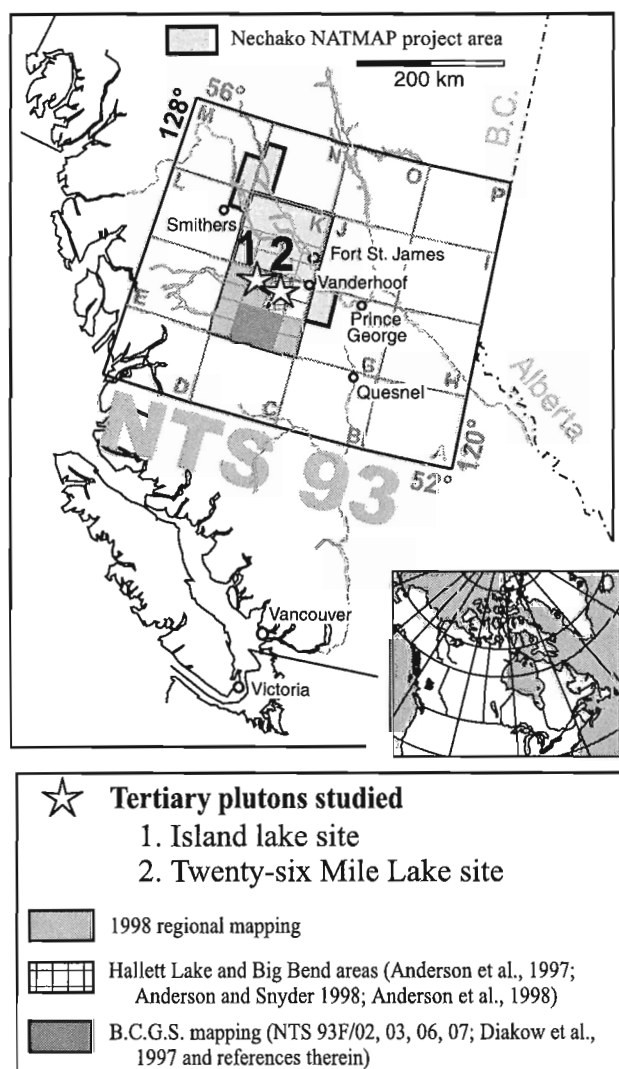 Nechako NATMAP project area
200 km
128°
56°
B.C.
M
N
O
P
L
K
J
I
Smithers
1 2
Fort St. James
Vanderhoof
E
Prince
George
G
H
Quesnel
D
C
B
A
Alberta
NTS 93
52°
120°
Vancouver
Victoria
Tertiary plutons studied
1. Island lake site
2. Twenty-six Mile Lake site
1998 regional mapping
Hallett Lake and Big Bend areas (Anderson et al., 1997;
Anderson and Snyder 1998; Anderson et al., 1998)
B.C.G.S. mapping (NTS 93F/02, 03, 06, 07; Diakow et al.,
1997 and references therein)